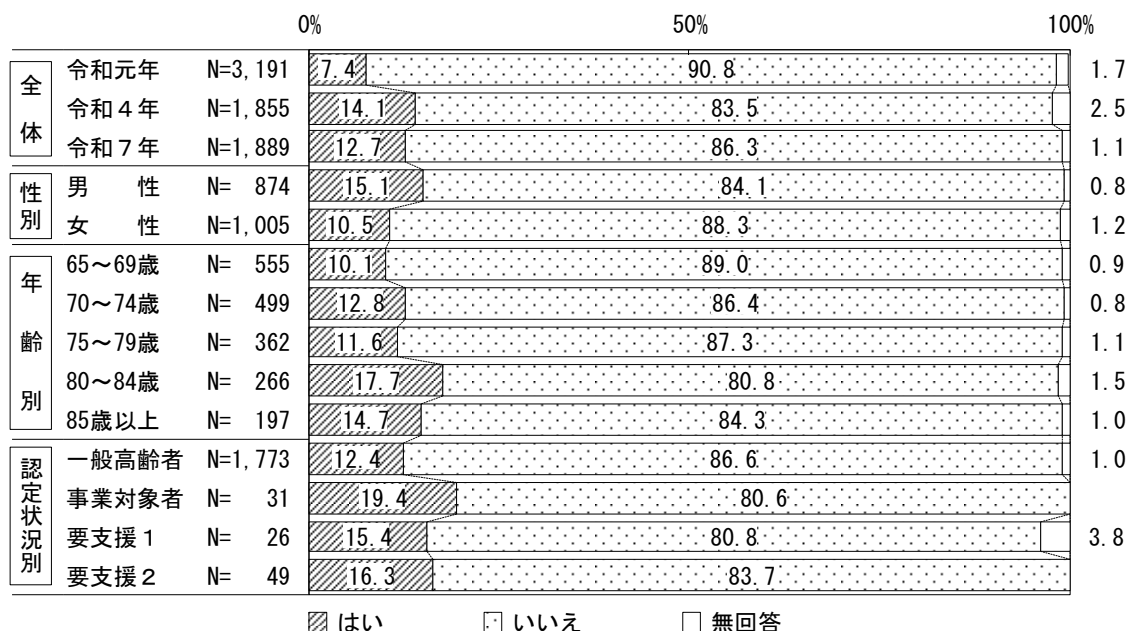 0% 50% 100%
全体
令和元年 N=3,191 7.4 90.8 1.7
令和4年 N=1,855 14.1 83.5 2.5
令和7年 N=1,889 12.7 86.3 1.1
性別
男 性 N= 874 15.1 84.1 0.8
女 性 N=1,005 10.5 88.3 1.2
年齢別
65~69歳 N= 555 10.1 89.0 0.9
70~74歳 N= 499 12.8 86.4 0.8
75~79歳 N= 362 11.6 87.3 1.1
80~84歳 N= 266 17.7 80.8 1.5
85歳以上 N= 197 14.7 84.3 1.0
認定状況別
一般高齢者 N=1,773 12.4 86.6 1.0
事業対象者 N= 31 19.4 80.6
要支援1 N= 26 15.4 80.8 3.8
要支援2 N= 49 16.3 83.7
はい いいえ 無回答